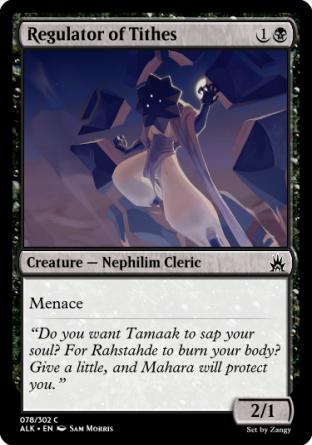 Regulator of Tithes 1
Creature — Nephilim Cleric
Menace
“Do you want Tamaak to sap your
soul? For Rahstahde to burn your body?
Give a little, and Mahara will protect
you.”
2/1
078/302 C
ALK • EN SAM MORRIS
Set by Zangy